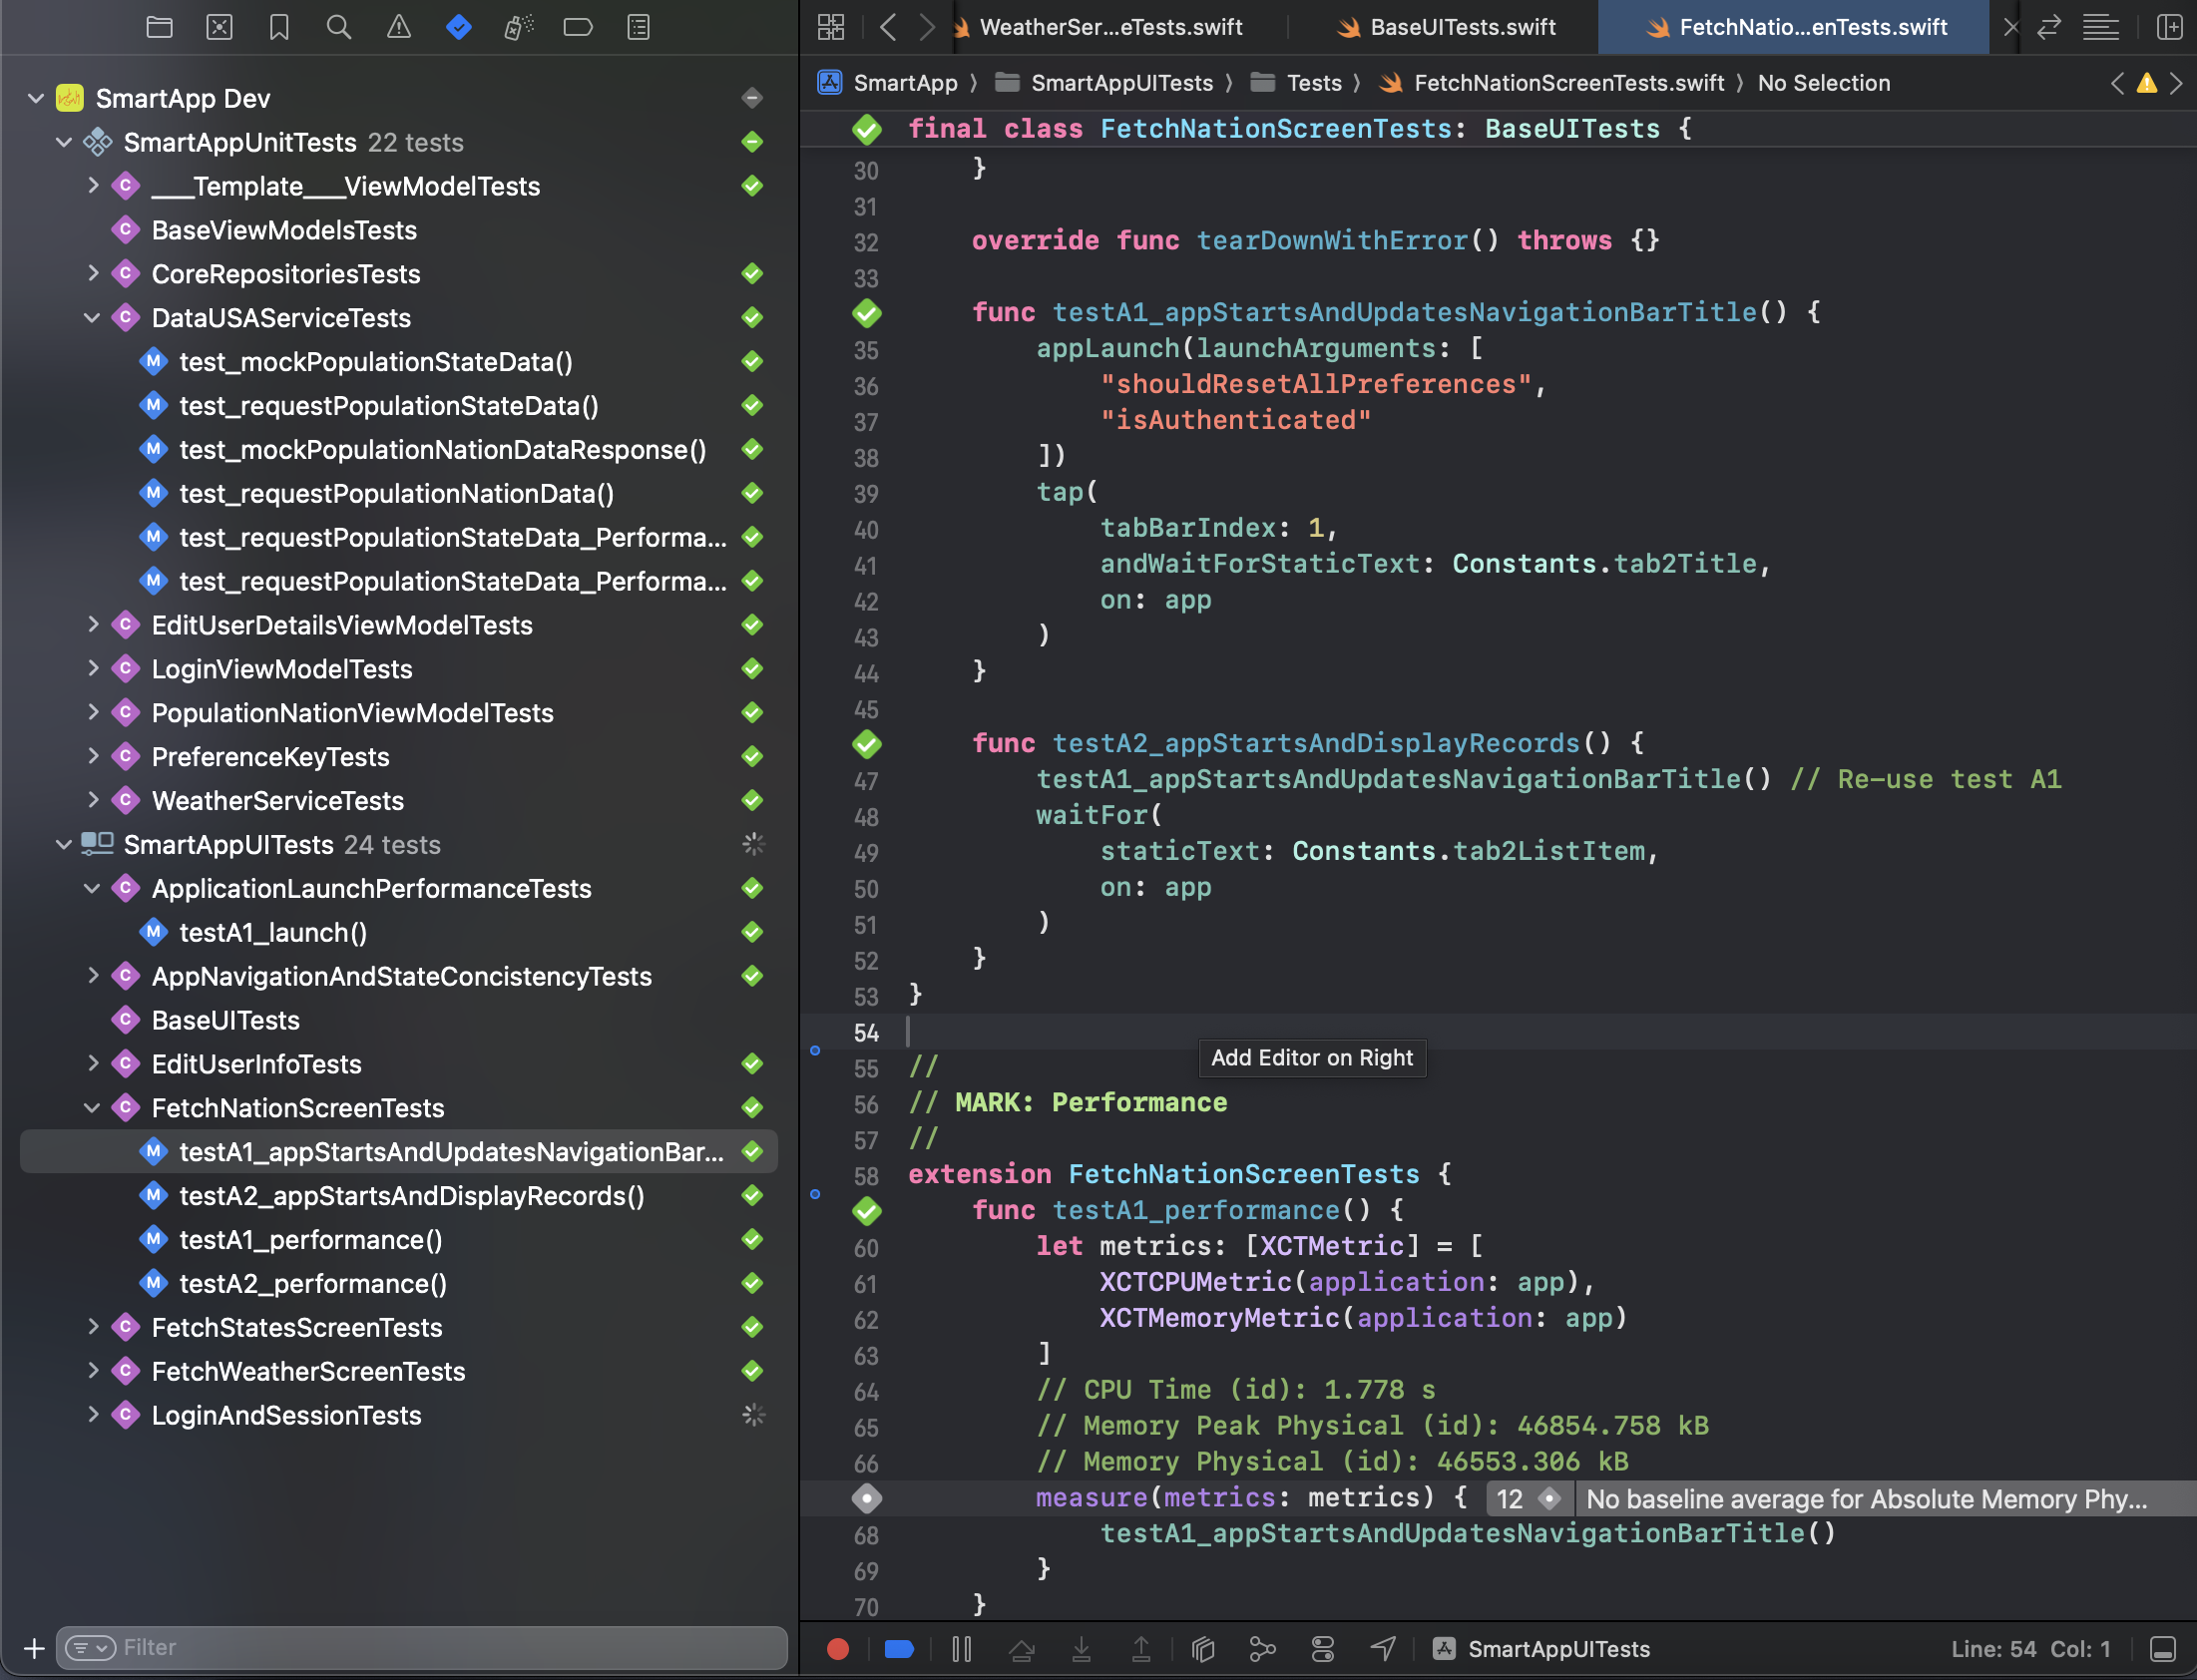 SmartApp Dev
SmartAppUnitTests 22 tests
___Template___ViewModelTests
BaseViewModelsTests
CoreRepositoriesTests
DataUSAServiceTests
test_mockPopulationStateData()
test_requestPopulationStateData()
test_mockPopulationNationDataResponse()
test_requestPopulationNationData()
test_requestPopulationStateData_Performa...
test_requestPopulationStateData_Performa...
EditUserDetailsViewModelTests
LoginViewModelTests
PopulationNationViewModelTests
PreferenceKeyTests
WeatherServiceTests
SmartAppUITests 24 tests
ApplicationLaunchPerformanceTests
testA1_launch()
AppNavigationAndStateConcistencyTests
BaseUITests
EditUserInfoTests
FetchNationScreenTests
testA1_appStartsAndUpdatesNavigationBar...
testA2_appStartsAndDisplayRecords()
testA1_performance()
testA2_performance()
FetchStatesScreenTests
FetchWeatherScreenTests
LoginAndSessionTests
Filter
WeatherSer...eTests.swift BaseUITests.swift FetchNatio...enTests.swift
SmartApp SmartAppUITests Tests FetchNationScreenTests.swift No Selection
final class FetchNationScreenTests: BaseUITests {
30 }
31
32 override func tearDownWithError() throws {}
33
func testA1_appStartsAndUpdatesNavigationBarTitle() {
35 appLaunch(launchArguments: [
36 "shouldResetAllPreferences",
37 "isAuthenticated"
38 ])
39 tap(
40 tabBarIndex: 1,
41 andWaitForStaticText: Constants.tab2Title,
42 on: app
43 )
44 }
45
func testA2_appStartsAndDisplayRecords() {
47 testA1_appStartsAndUpdatesNavigationBarTitle() // Re-use test A1
48 waitFor(
49 staticText: Constants.tab2ListItem,
50 on: app
51 )
52 }
53 }
54
Add Editor on Right
55 //
56 // MARK: Performance
57 //
58 extension FetchNationScreenTests {
func testA1_performance() {
60 let metrics: [XCTMetric] = [
61 XCTCPUMetric(application: app),
62 XCTMemoryMetric(application: app)
63 ]
64 // CPU Time (id): 1.778 s
65 // Memory Peak Physical (id): 46854.758 kB
66 // Memory Physical (id): 46553.306 kB
measure(metrics: metrics) { 12 No baseline average for Absolute Memory Phy...
68 testA1_appStartsAndUpdatesNavigationBarTitle()
69 }
70 }
SmartAppUITests Line: 54 Col: 1